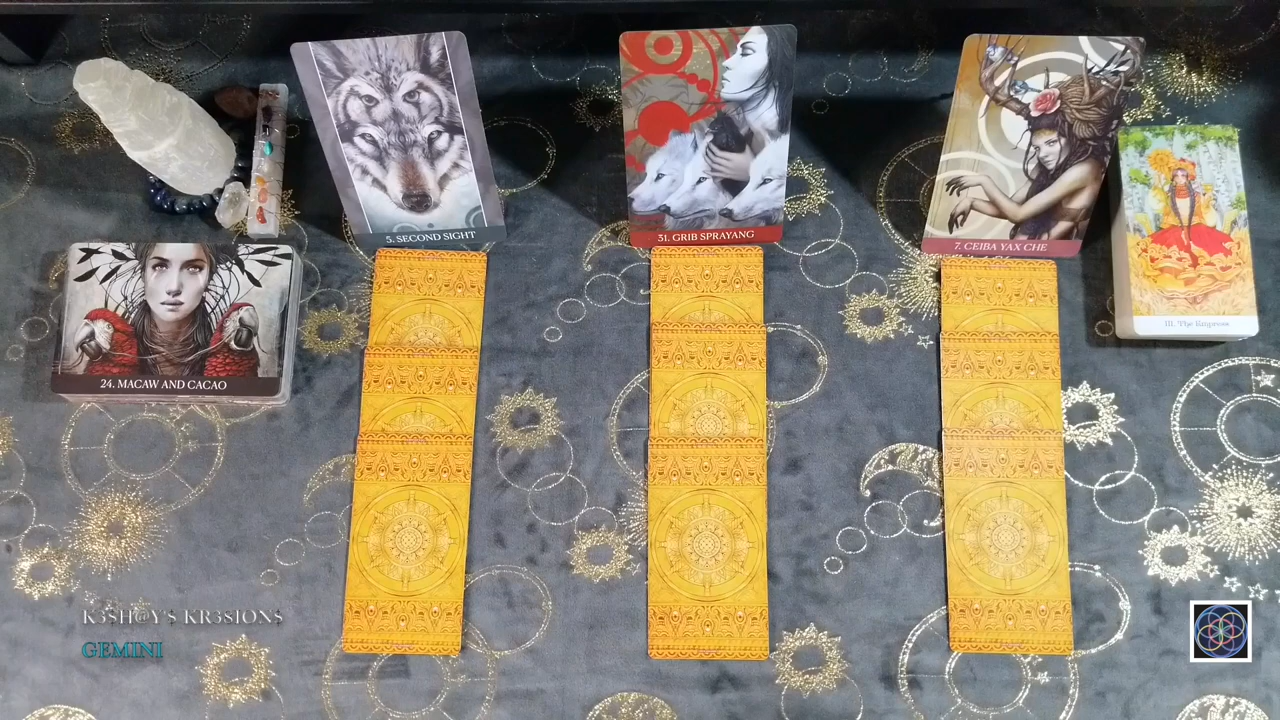 5. SECOND SIGHT
31. GRIB SPRAYANG
7. CEIBA YAX CHE
III. The Empress
24. MACAW AND CACAO
K3$H@Y'$ KR3SION$
GEMINI